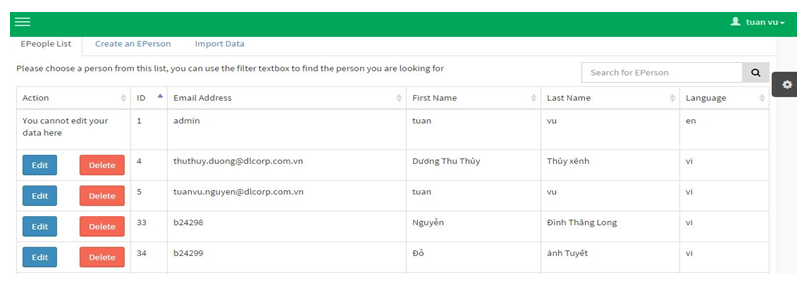 tuan vu
EPeople List Create an EPerson Import Data
Please choose a person from this list, you can use the filter textbox to find the person you are looking for
Search for EPerson
Action ID Email Address First Name Last Name Language
You cannot edit your data here 1 admin tuan vu en
Edit Delete 4 thuthuy.duong@dlcorp.com.vn Dương Thu Thủy Thủy xênh vi
Edit Delete 5 tuanvu.nguyen@dlcorp.com.vn tuan vu vi
Edit Delete 33 b24298 Nguyễn Đình Thăng Long vi
Edit Delete 34 b24299 Đỗ ánh Tuyết vi